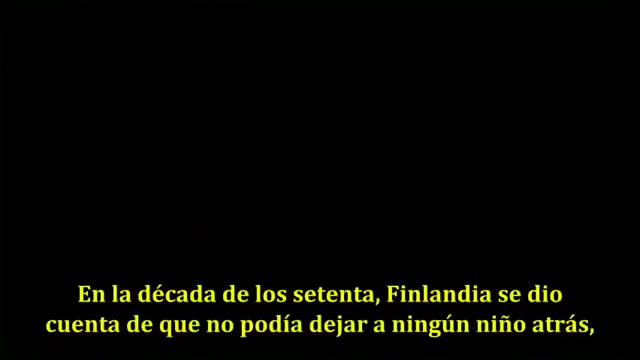 En la década de los setenta, Finlandia se dio
cuenta de que no podía dejar a ningún niño atrás,